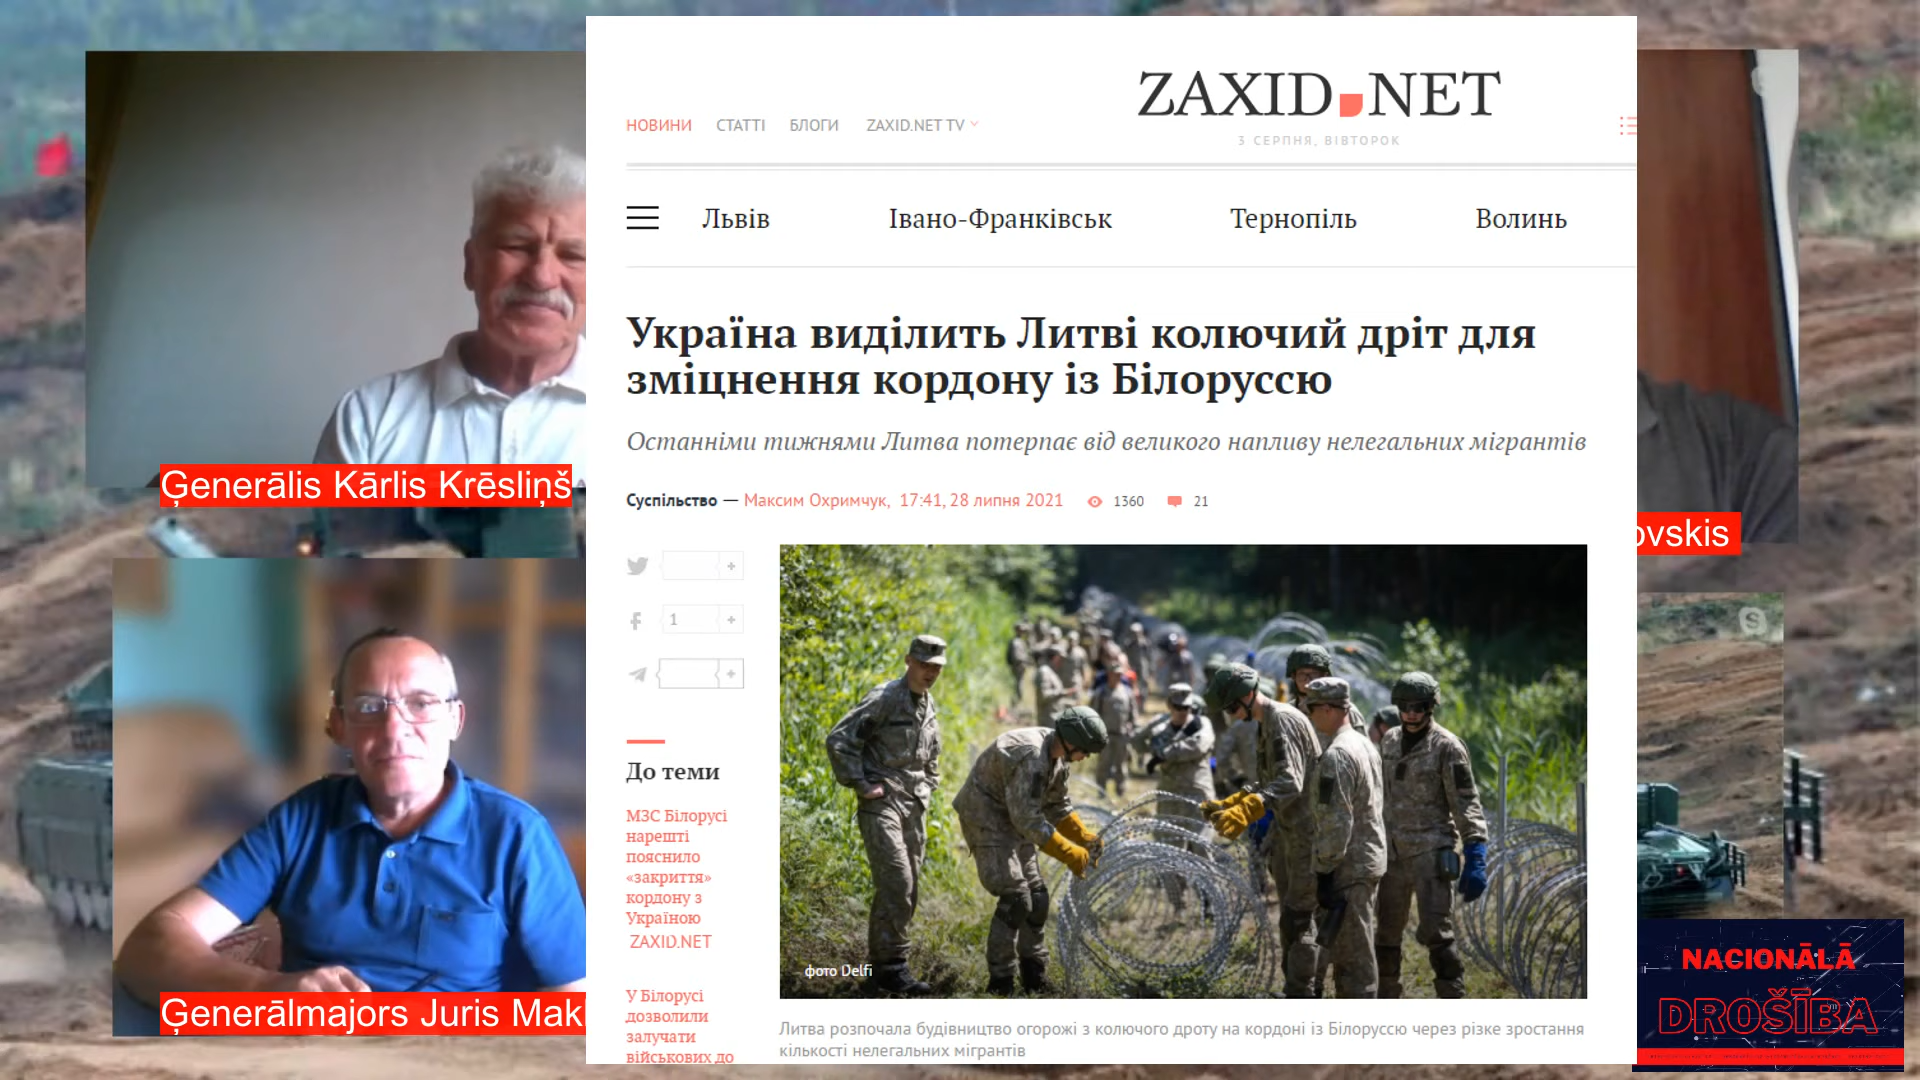 ZAXID.NET
НОВИНИ СТАТТІ БЛОГИ ZAXID.NET TV
3 СЕРПНЯ, ВІВТОРОК
Львів Івано-Франківськ Тернопіль Волинь
Україна виділить Литві колючий дріт для
зміцнення кордону із Білоруссю
Останніми тижнями Литва потерпає від великого напливу нелегальних мігрантів
Суспільство — Максим Охримчук, 17:41, 28 липня 2021 1360 21
+
1 +
+
До теми
МЗС Білорусі
нарешті
пояснило
«закриття»
кордону з
Україною
ZAXID.NET
У Білорусі
дозволили
залучати
військових до
фото Delfi
Литва розпочала будівництво огорожі з колючого дроту на кордоні із Білоруссю через різке зростання
кількості нелегальних мігрантів
Ģenerālis Kārlis Krēsliņš
Ģenerālmajors Juris Mak
ovskis
NACIONĀLĀ
DROŠĪBA